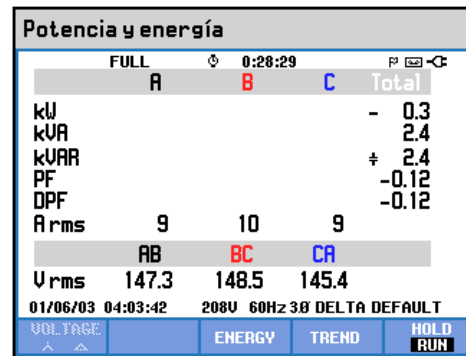 Potencia y energía
FULL 0:28:29
A B C Total
kW - 0.3
kVA 2.4
kVAR 2.4
PF -0.12
DPF -0.12
A rms 9 10 9
AB BC CA
V rms 147.3 148.5 145.4
01/06/03 04:03:42 208V 60Hz 3Ø DELTA DEFAULT
VOLTAGE ENERGY TREND HOLD
RUN